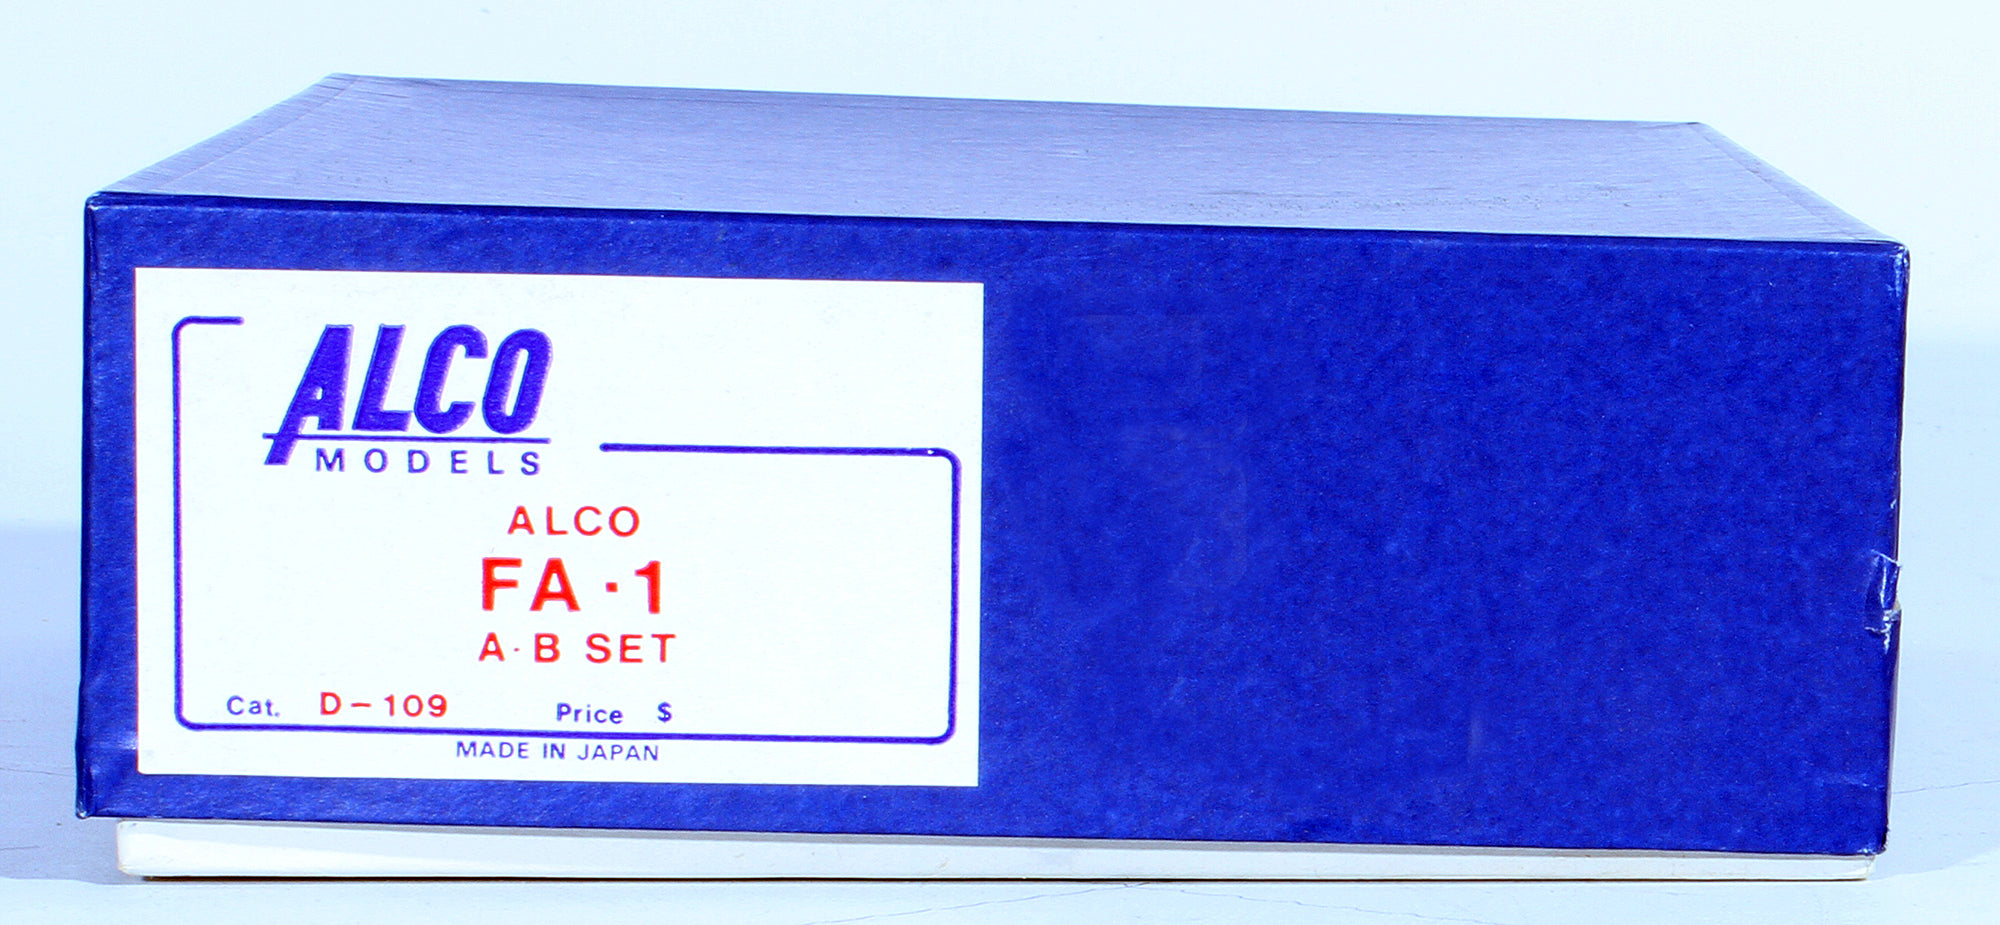 ALCO
MODELS
ALCO
FA·1
A·B SET
Cat. D-109 Price $
MADE IN JAPAN